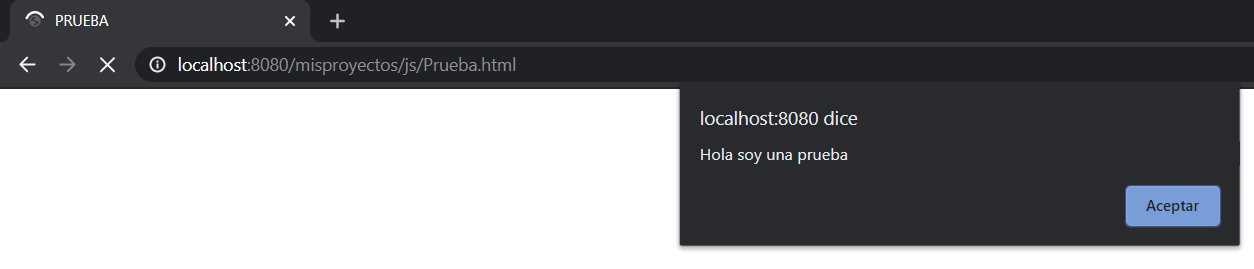 PRUEBA
localhost:8080/misproyectos/js/Prueba.html
localhost:8080 dice
Hola soy una prueba
Aceptar